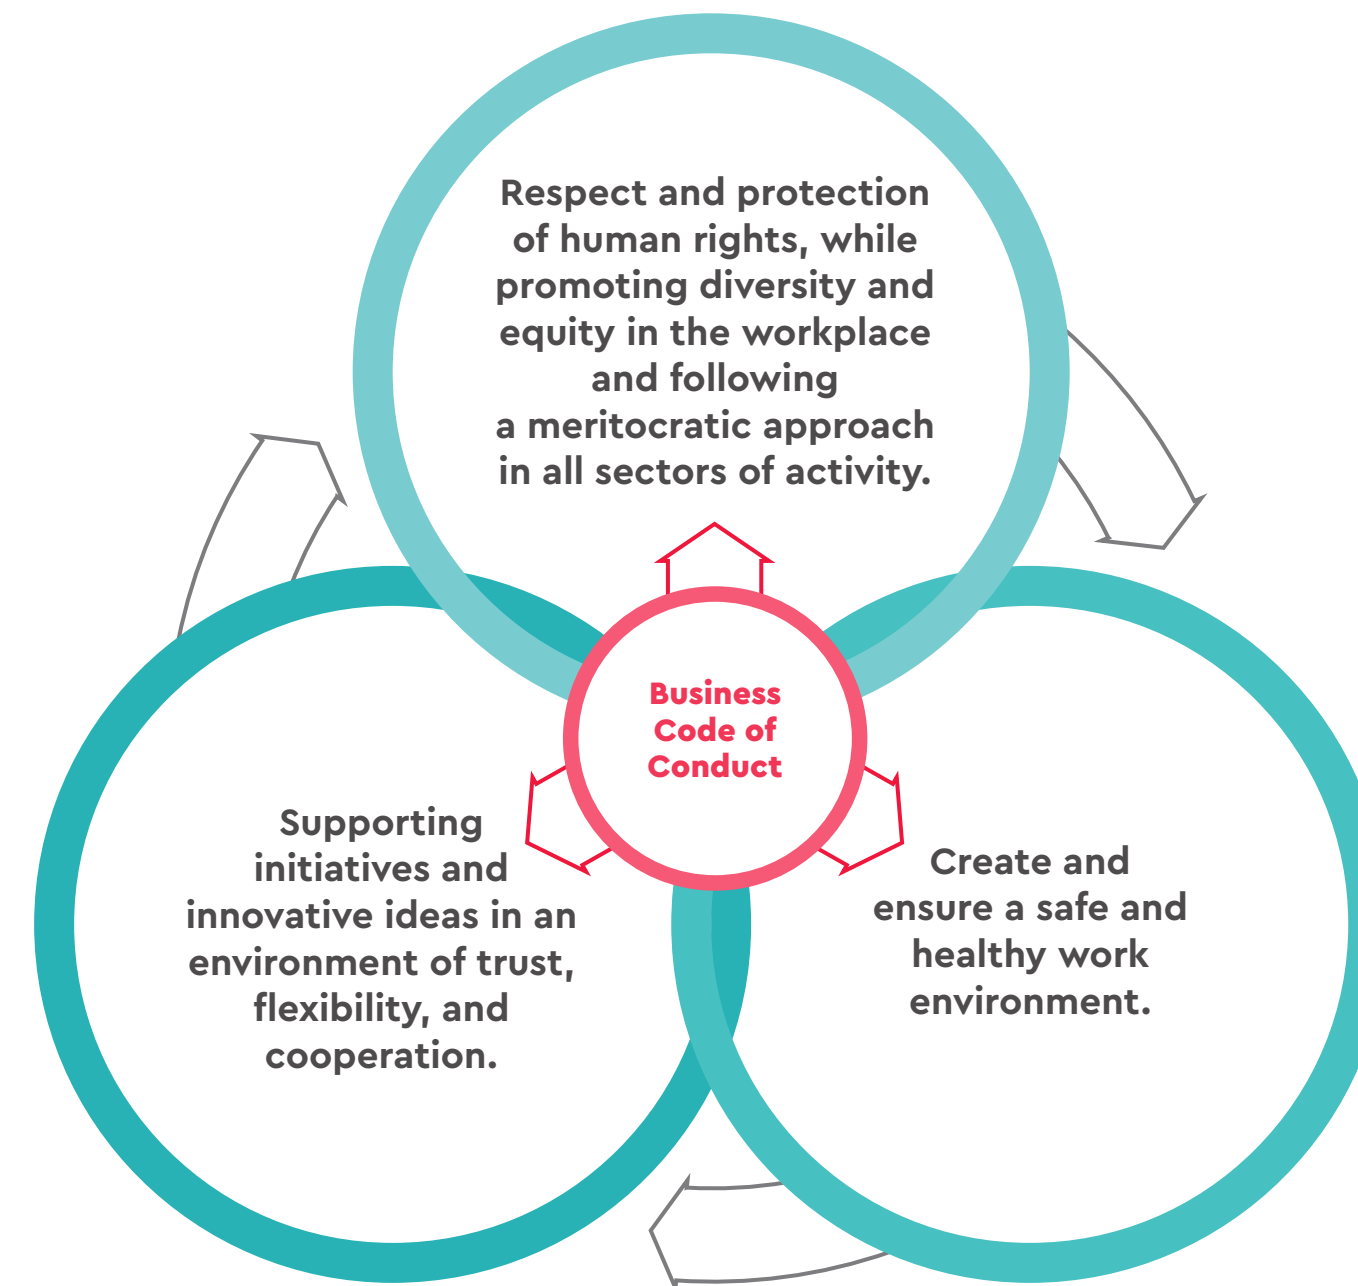 Respect and protection
of human rights, while
promoting diversity and
equity in the workplace
and following
a meritocratic approach
in all sectors of activity.
Business
Code of
Conduct
Supporting
initiatives and
innovative ideas in an
environment of trust,
flexibility, and
cooperation.
Create and
ensure a safe and
healthy work
environment.